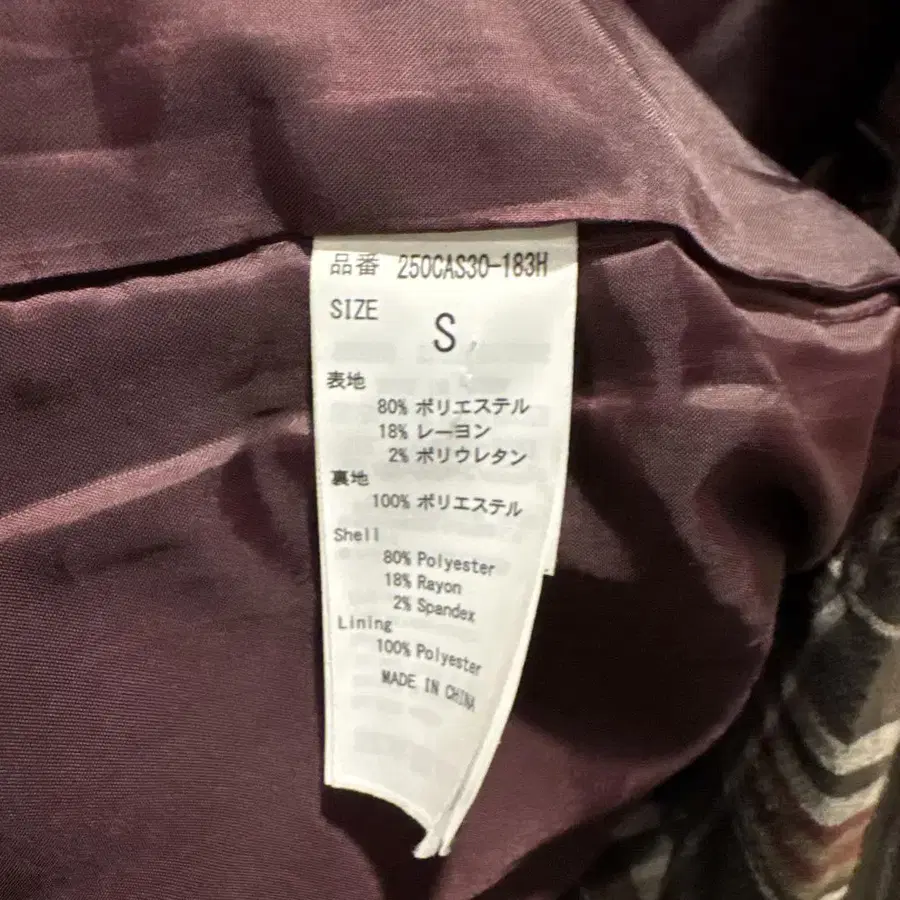 品番 250CAS30-183H
SIZE S
表地
80% ポリエステル
18% レーヨン
2% ポリウレタン
裏地
100% ポリエステル
Shell
80% Polyester
18% Rayon
2% Spandex
Lining
100% Polyester
MADE IN CHINA